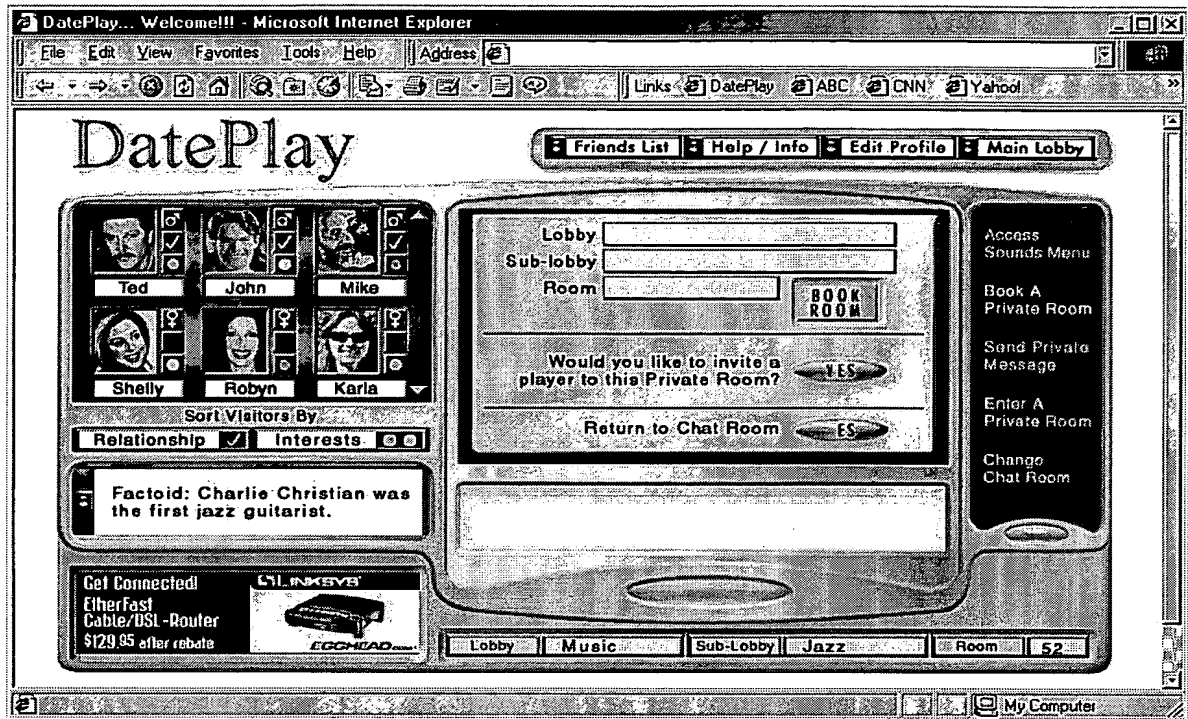 DatePlay... Welcome!!! - Microsoft Internet Explorer
File Edit View Favorites Tools Help Address
Links DatePlay ABC CNN Yahoo!
DatePlay
Friends List Help / Info Edit Profile Main Lobby
Ted John Mike
Shelly Robyn Karla
Sort Visitors By
Relationship Interests
Factoid: Charlie Christian was
the first jazz guitarist.
Get Connected!
EtherFast
Cable/DSL-Router
$129.95 after rebate
LINKSYS
EGGHEAD.com
Lobby
Sub-lobby
Room
BOOK
ROOM
Would you like to invite a
player to this Private Room?
YES
Return to Chat Room
ES
Access
Sounds Menu
Book A
Private Room
Send Private
Message
Enter A
Private Room
Change
Chat Room
Lobby Music Sub-Lobby Jazz Room 52
My Computer